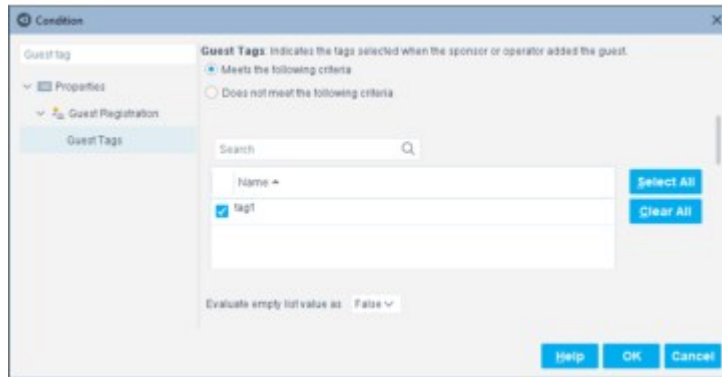 Condition
Guest tag
Guest Tags: Indicates the tags selected when the sponsor or operator added the guest.
Meets the following criteria
Does not meet the following criteria
Properties
Guest Registration
Guest Tags
Search
Name
tag1
Select All
Clear All
Evaluate empty list value as False
Help OK Cancel